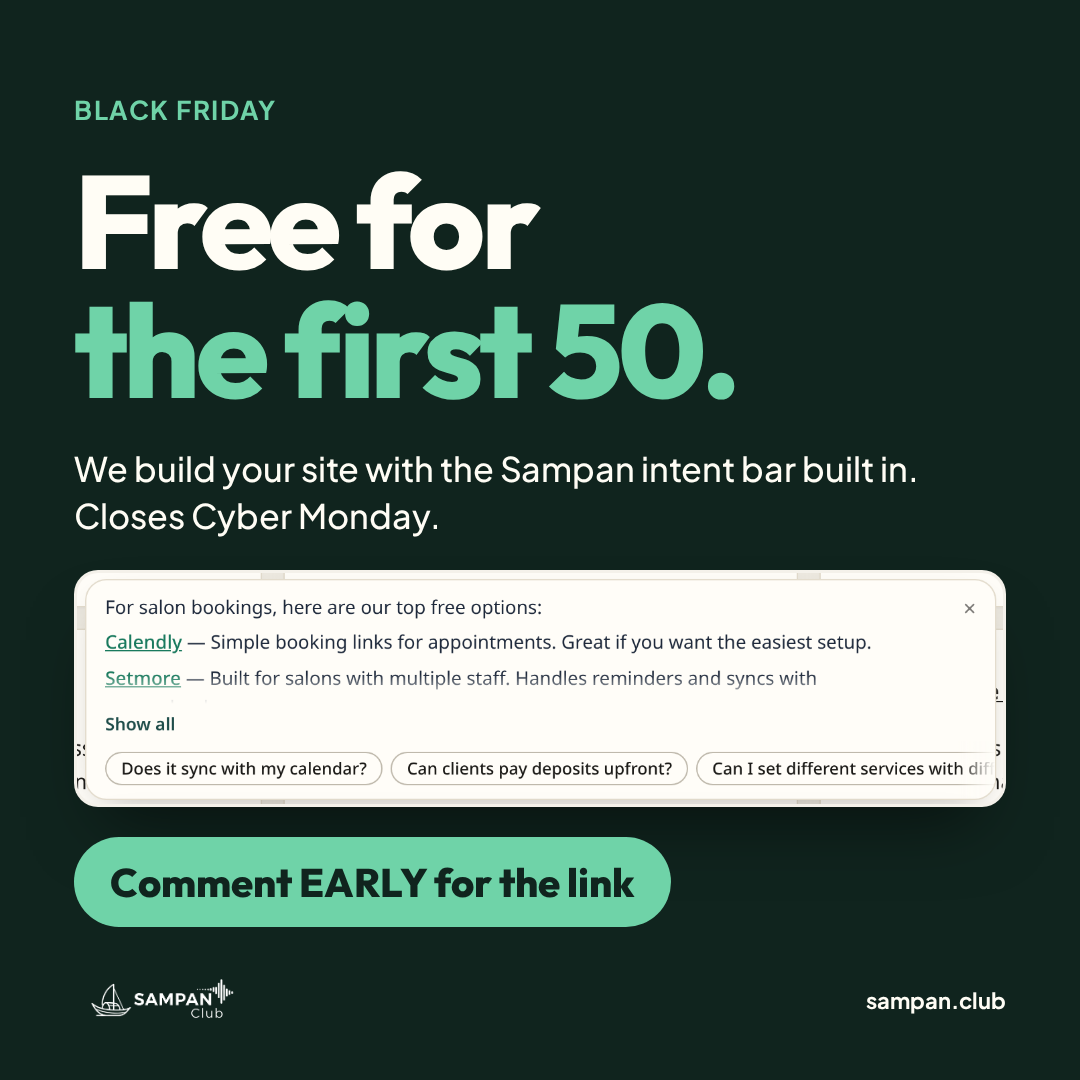 BLACK FRIDAY
Free for
the first 50.
We build your site with the Sampan intent bar built in.
Closes Cyber Monday.
For salon bookings, here are our top free options:
×
Calendly — Simple booking links for appointments. Great if you want the easiest setup.
Setmore — Built for salons with multiple staff. Handles reminders and syncs with
Show all
Does it sync with my calendar?
Can clients pay deposits upfront?
Can I set different services with
Comment EARLY for the link
SAMPAN
Club
sampan.club